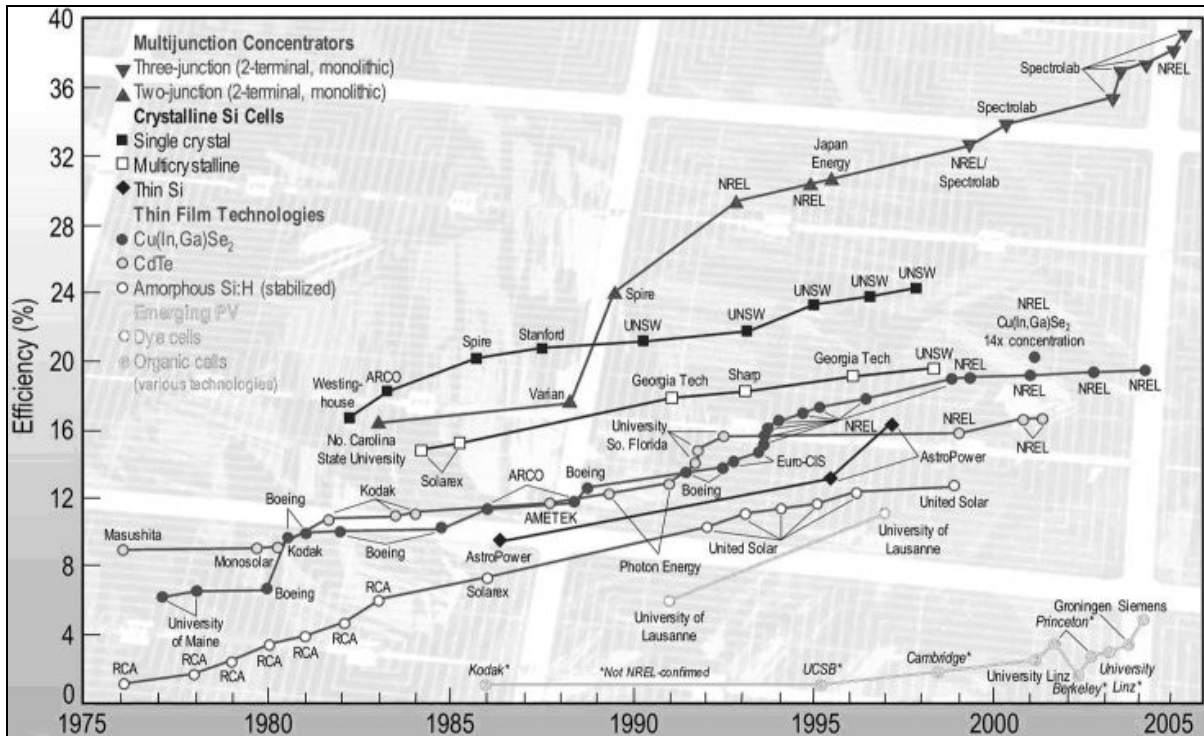 40
36
32
28
24
20
16
12
8
4
0
Efficiency (%)
Multijunction Concentrators
Three-junction (2-terminal, monolithic)
Two-junction (2-terminal, monolithic)
Crystalline Si Cells
Single crystal
Multicrystalline
Thin Si
Thin Film Technologies
Cu(In,Ga)Se2
CdTe
Amorphous Si:H (stabilized)
Emerging PV
Dye cells
Organic cells
(various technologies)
Spectrolab
NREL
Spectrolab
Japan
Energy
NREL
NREL
NREL/
Spectrolab
Spire
Varian
UNSW
UNSW
UNSW
UNSW
UNSW
Stanford
Spire
ARCO
Westing-
house
No. Carolina
State University
Solarex
Georgia Tech
Sharp
Georgia Tech
UNSW
NREL
Cu(In,Ga)Se2
14x concentration
NREL
NREL
NREL
NREL
NREL
NREL
NREL
University
So. Florida
Euro-CIS
AstroPower
Boeing
Boeing
ARCO
AMETEK
Kodak
Boeing
Kodak
Boeing
Masushita
Monosolar
Boeing
University
of Maine
AstroPower
Photon Energy
United Solar
United Solar
University of
Lausanne
University of
Lausanne
Solarex
RCA
RCA
RCA
RCA
RCA
RCA
RCA
Kodak*
*Not NREL-confirmed
UCSB*
Cambridge*
University Linz
Berkeley*
Princeton*
Groningen
Siemens
University
Linz*
1975
1980
1985
1990
1995
2000
2005